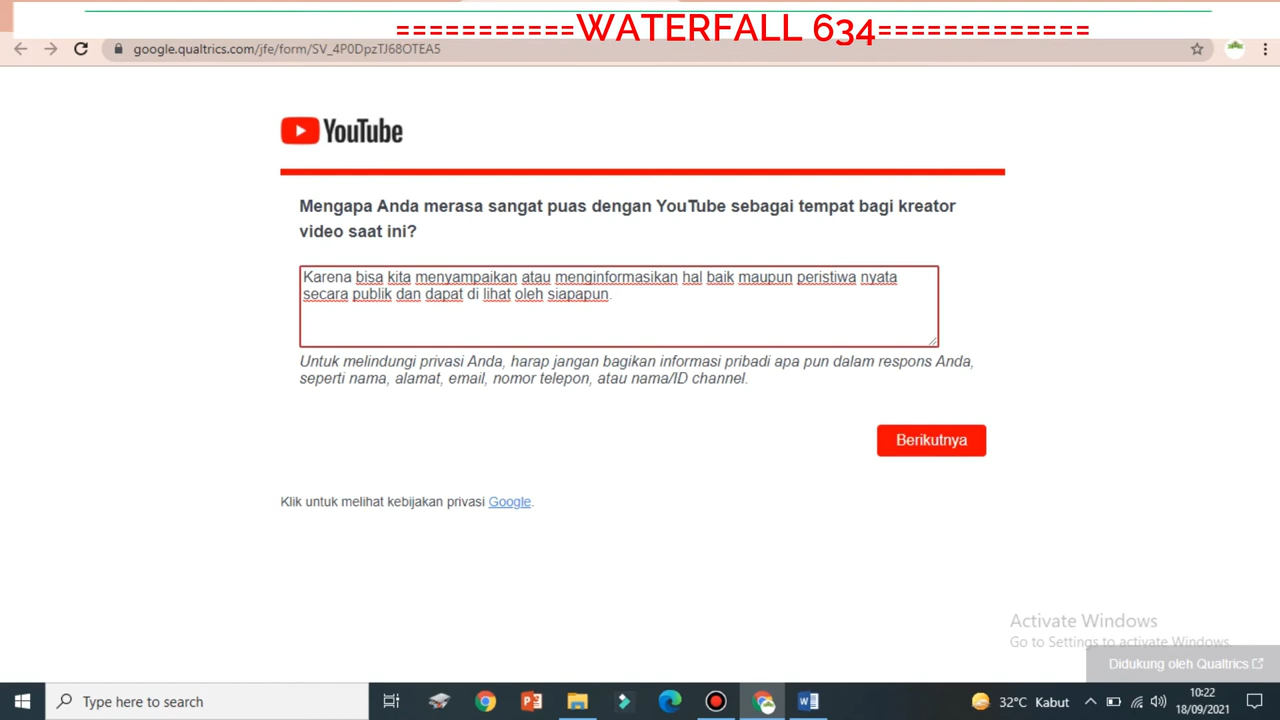 ===========WATERFALL 634=============
google.qualtrics.com/jfe/form/SV_4P0DpzTJ68OTEA5
YouTube
Mengapa Anda merasa sangat puas dengan YouTube sebagai tempat bagi kreator
video saat ini?
Karena bisa kita menyampaikan atau menginformasikan hal baik maupun peristiwa nyata
secara publik dan dapat di lihat oleh siapapun.
Untuk melindungi privasi Anda, harap jangan bagikan informasi pribadi apa pun dalam respons Anda,
seperti nama, alamat, email, nomor telepon, atau nama/ID channel.
Berikutnya
Klik untuk melihat kebijakan privasi Google.
Activate Windows
Go to Settings to activate Windows.
Didukung oleh Qualtrics
Type here to search
32°C Kabut
10:22
18/09/2021